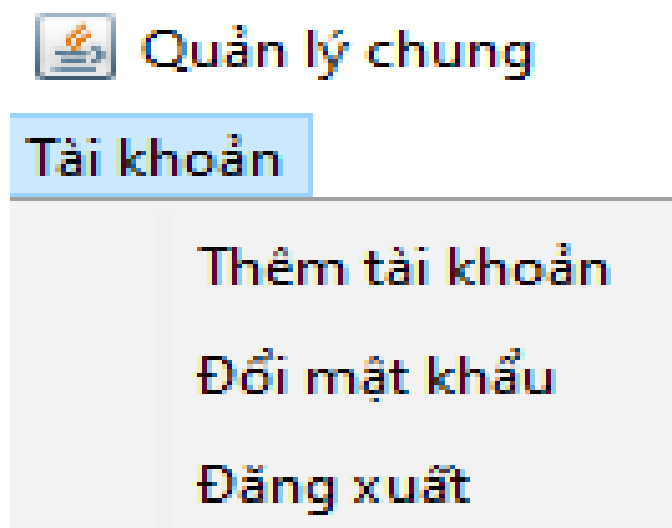 Quản lý chung
Tài khoản
Thêm tài khoản
Đổi mật khẩu
Đăng xuất